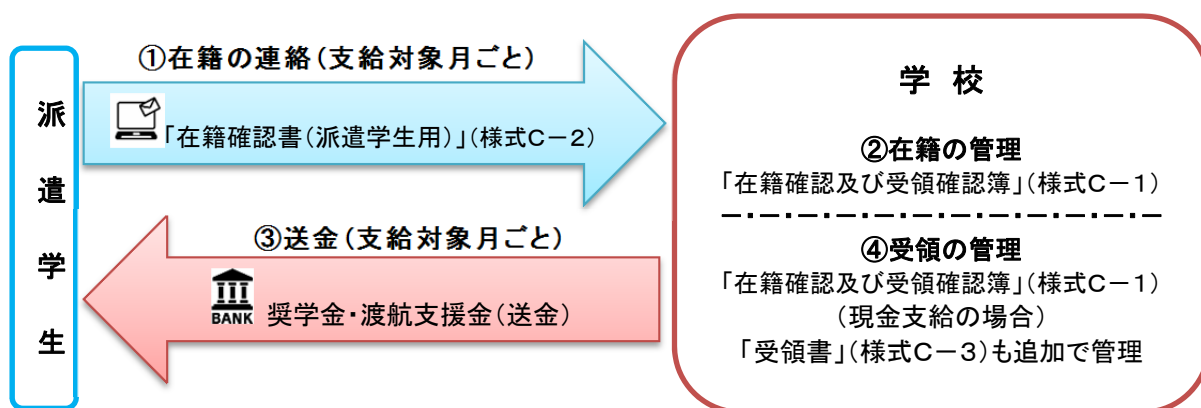 派遣学生
①在籍の連絡(支給対象月ごと)
「在籍確認書(派遣学生用)」(様式C-2)
③送金(支給対象月ごと)
BANK 奨学金・渡航支援金(送金)
学 校
②在籍の管理
「在籍確認及び受領確認簿」(様式C-1)
④受領の管理
「在籍確認及び受領確認簿」(様式C-1)
(現金支給の場合)
「受領書」(様式C-3)も追加で管理